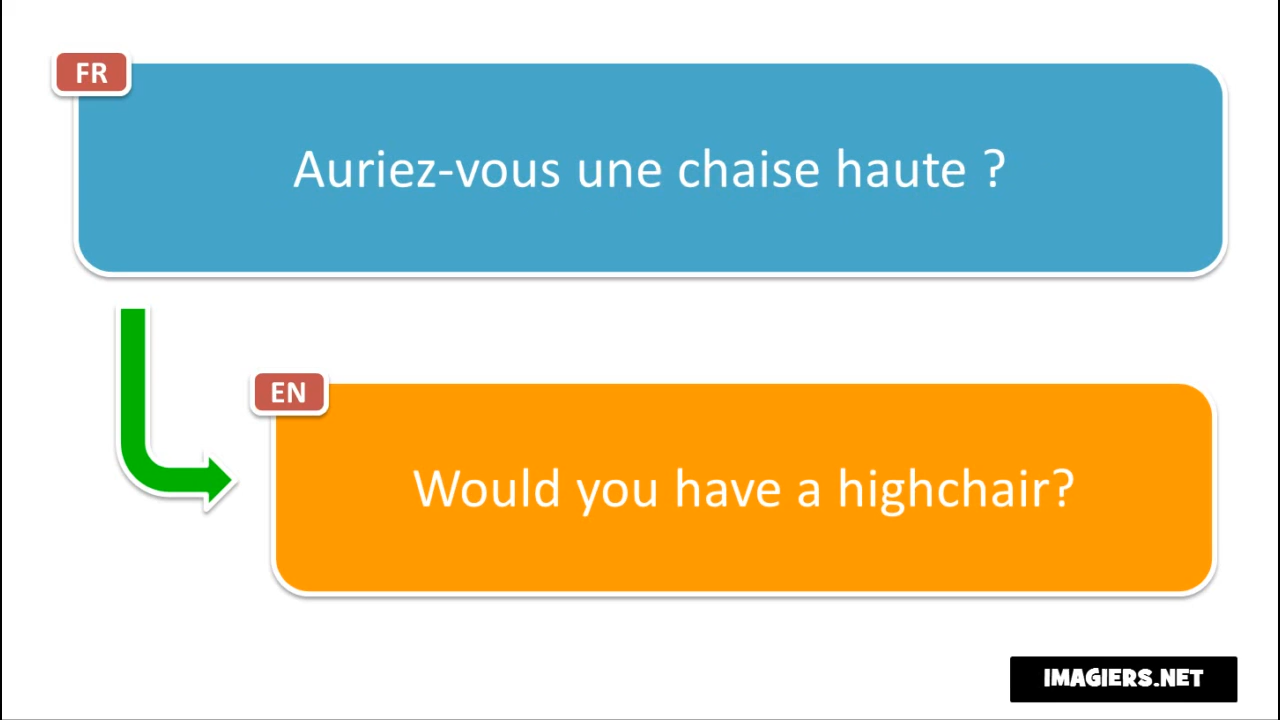 FR
Auriez-vous une chaise haute ?
EN
Would you have a highchair?
IMAGIERS.NET